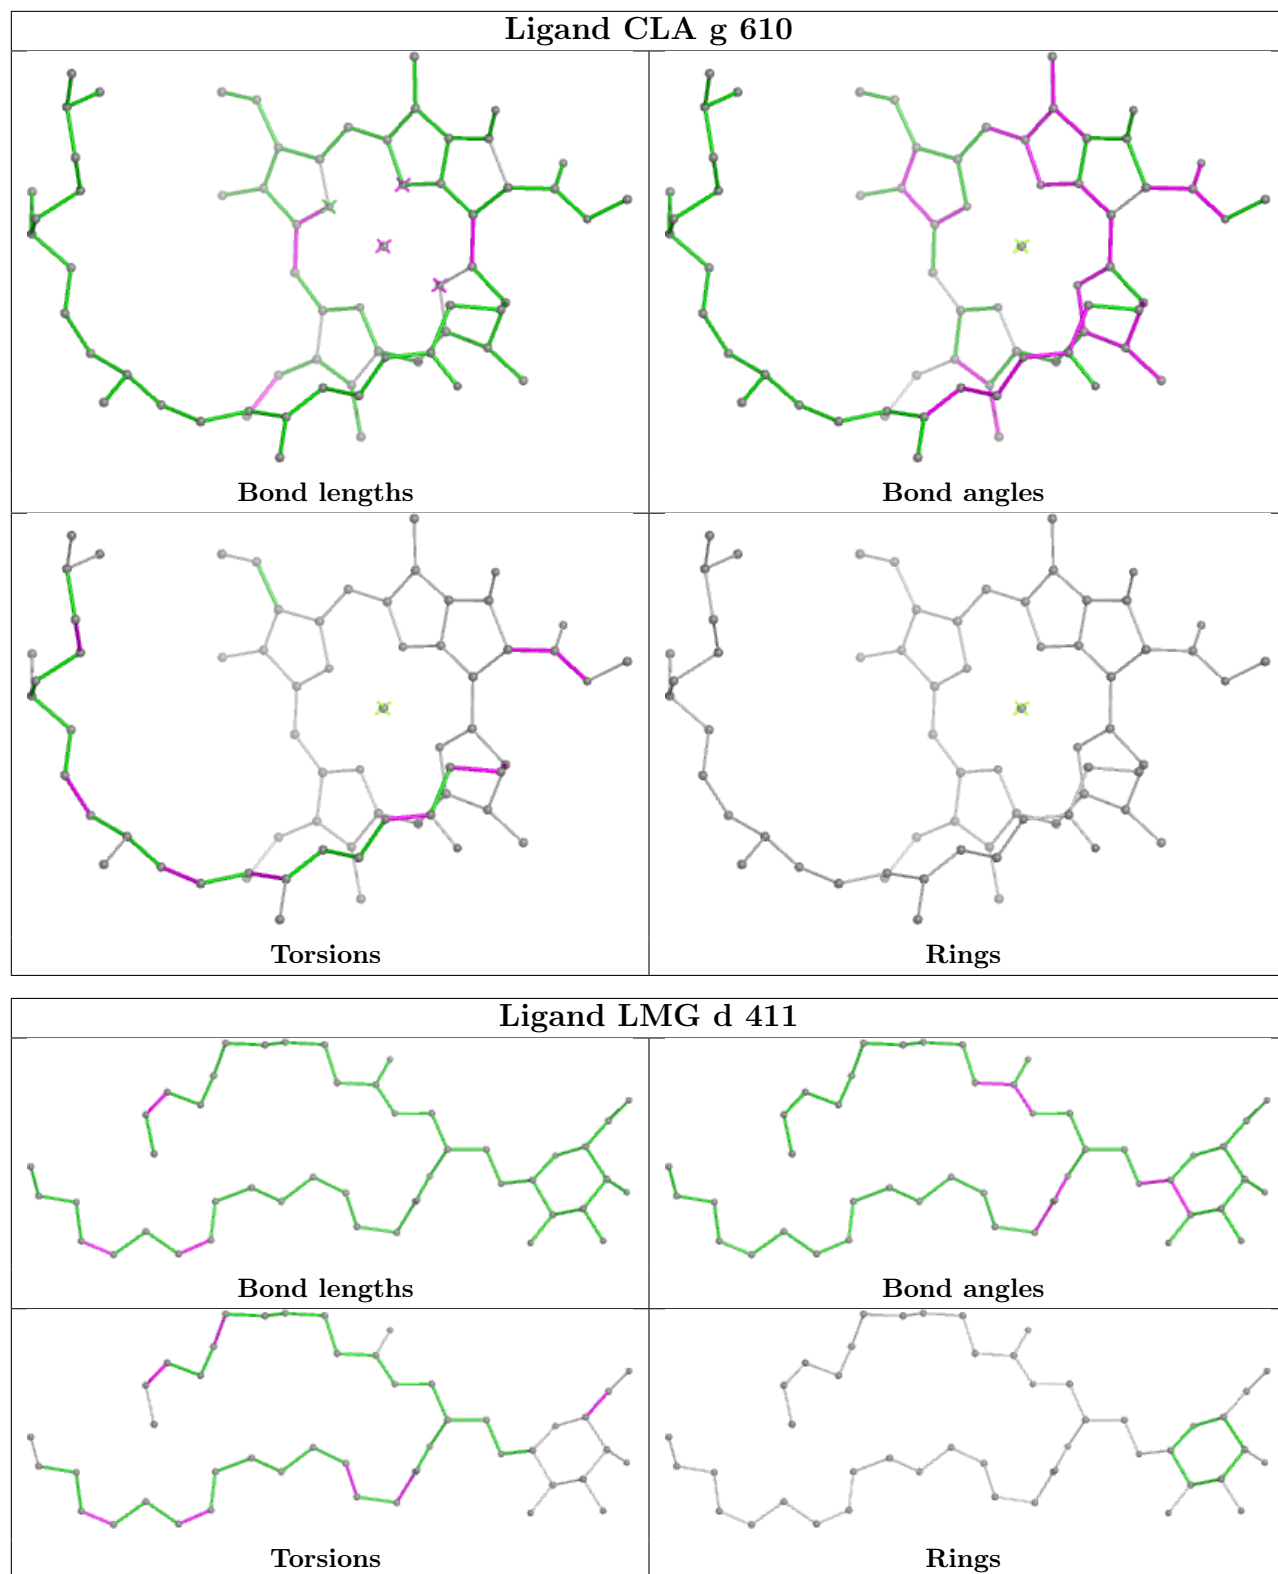 Ligand CLA g 610
Bond lengths
Bond angles
Torsions
Rings
Ligand LMG d 411
Bond lengths
Bond angles
Torsions
Rings